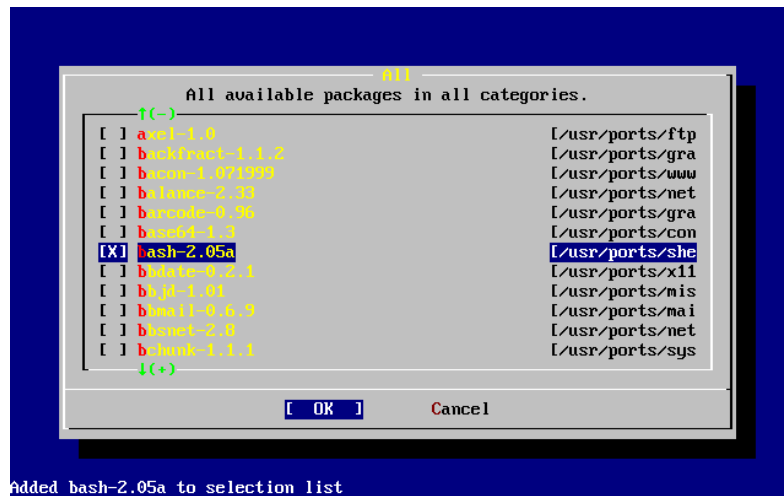 All
All available packages in all categories.
↑(-)
[ ] axel-1.0 [/usr/ports/ftp
[ ] backfract-1.1.2 [/usr/ports/gra
[ ] bacon-1.071999 [/usr/ports/www
[ ] balance-2.33 [/usr/ports/net
[ ] barcode-0.96 [/usr/ports/gra
[ ] base64-1.3 [/usr/ports/con
[X] bash-2.05a [/usr/ports/she
[ ] bbdate-0.2.1 [/usr/ports/x11
[ ] bbjd-1.01 [/usr/ports/mis
[ ] bbmail-0.6.9 [/usr/ports/mai
[ ] bbsnet-2.8 [/usr/ports/net
[ ] bchunk-1.1.1 [/usr/ports/sys
↓(+)
[ OK ] Cancel
Added bash-2.05a to selection list